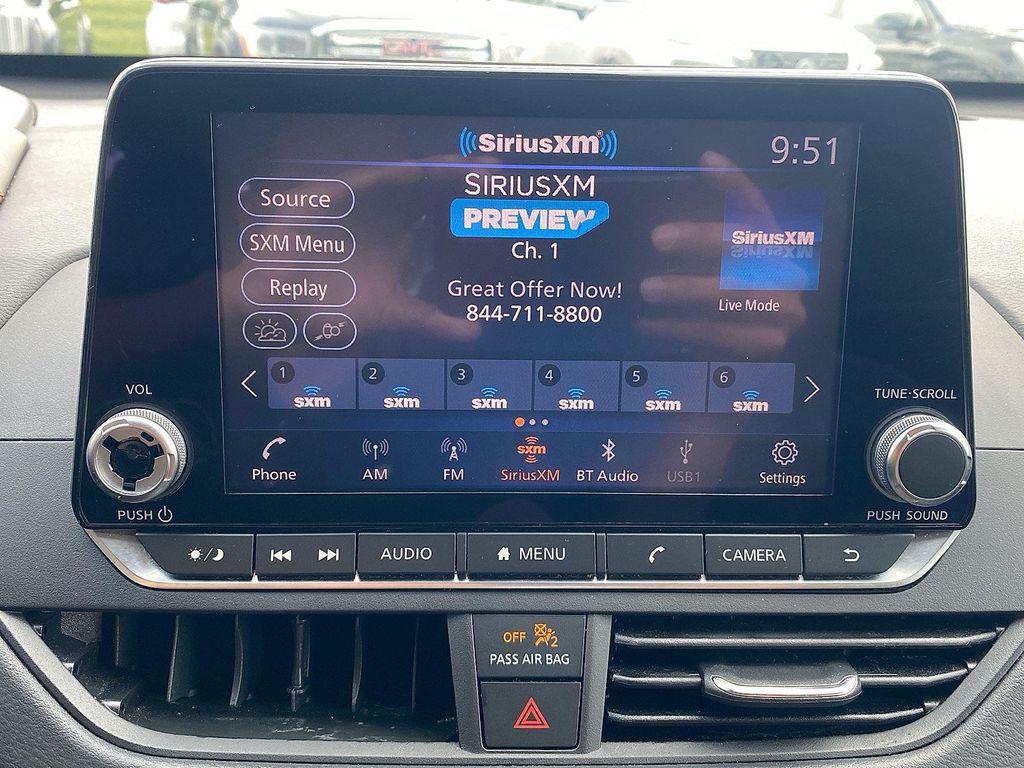 GMC
SiriusXM
9:51
Source
SXM Menu
Replay
SIRIUSXM
PREVIEW
Ch. 1
Great Offer Now!
844-711-8800
SiriusXM
Live Mode
1 2 3 4 5 6
sxm sxm sxm sxm sxm sxm
Phone AM FM SiriusXM BT Audio USB1 Settings
sxm
VOL
PUSH
TUNE·SCROLL
PUSH SOUND
AUDIO MENU CAMERA
OFF 2
PASS AIR BAG